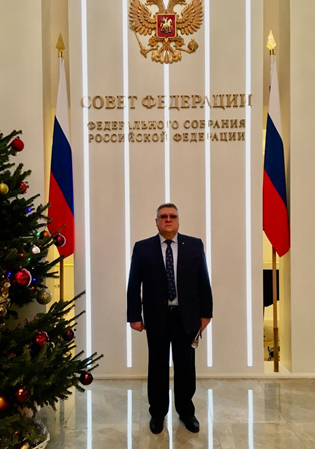 СОВЕТ ФЕДЕРАЦИИ
ФЕДЕРАЛЬНОГО СОБРАНИЯ
РОССИЙСКОЙ ФЕДЕРАЦИИ